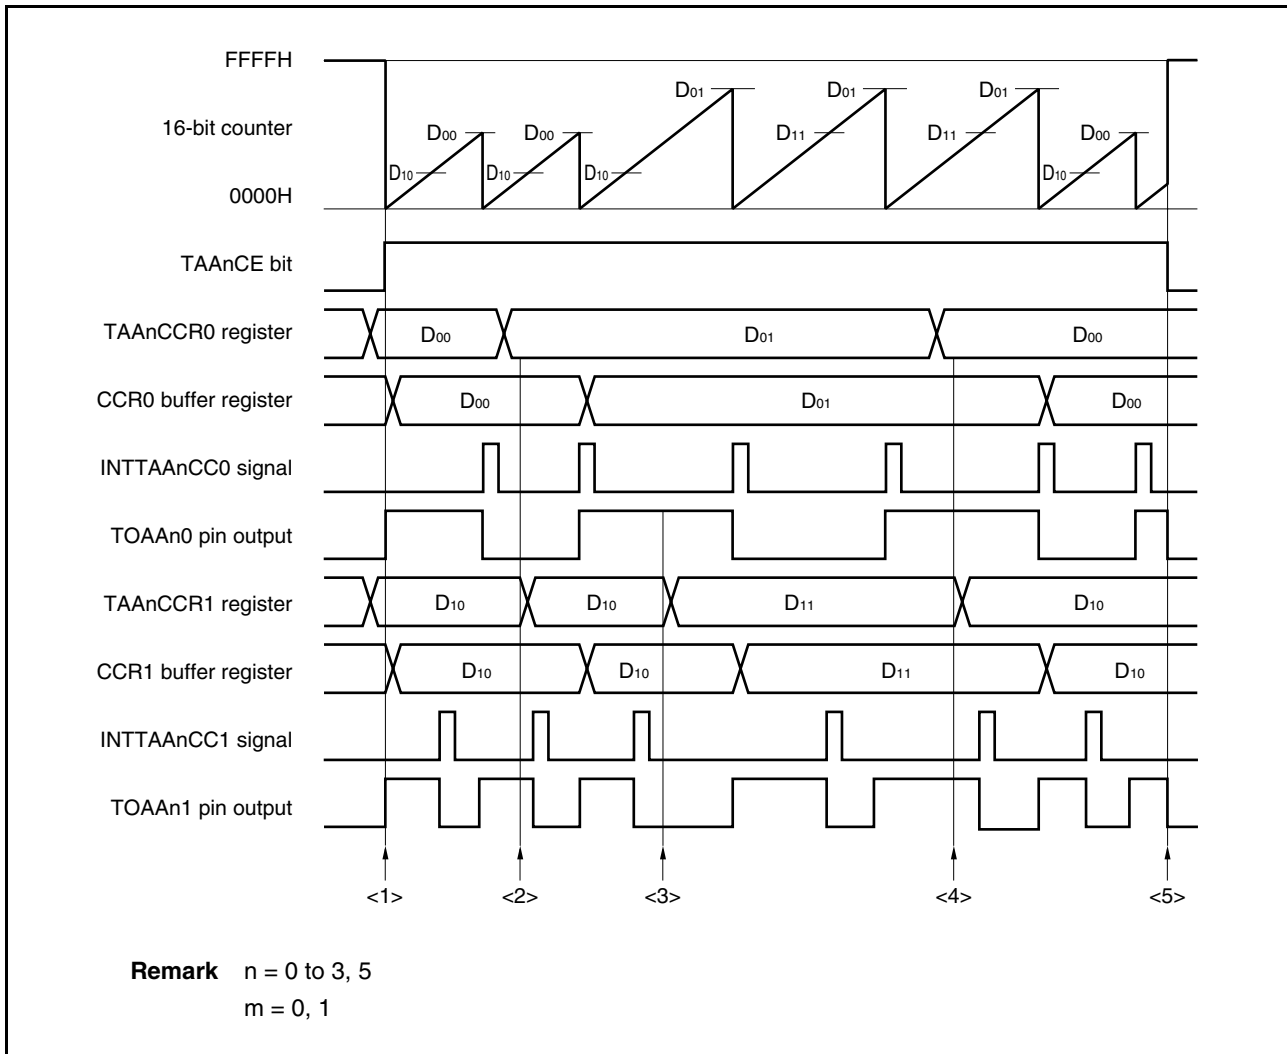 FFFFH
D01 D01 D01
16-bit counter D00 D00 D11 D11 D00
D10 D10 D10 D10
0000H
TAAnCE bit
TAAnCCR0 register D00 D01 D00
CCR0 buffer register D00 D01 D00
INTTAAnCC0 signal
TOAAn0 pin output
TAAnCCR1 register D10 D10 D11 D10
CCR1 buffer register D10 D10 D11 D10
INTTAAnCC1 signal
TOAAn1 pin output
<1> <2> <3> <4> <5>
Remark n = 0 to 3, 5
m = 0, 1